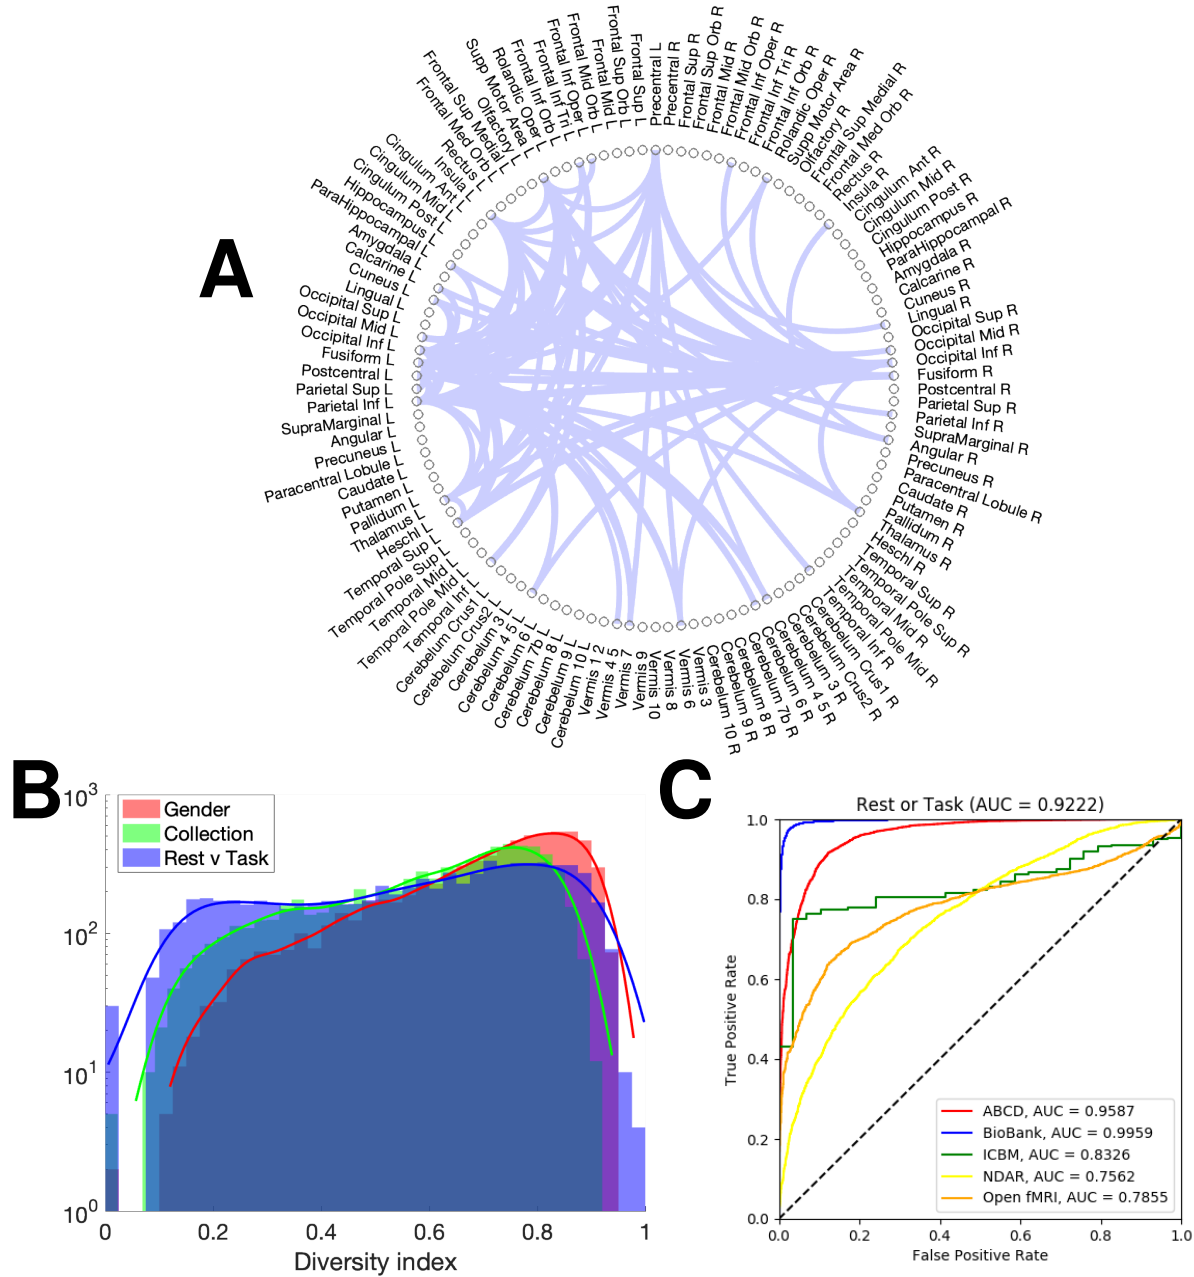 Frontal Sup L
Frontal Sup Orb L
Frontal Mid L
Frontal Mid Orb L
Frontal Inf Oper L
Frontal Inf Tri L
Frontal Inf Orb L
Rolandic Oper L
Supp Motor Area L
Olfactory L
Frontal Sup Medial L
Frontal Med Orb L
Rectus L
Insula L
Cingulum Ant L
Cingulum Mid L
Cingulum Post L
Hippocampus L
ParaHippocampal L
Amygdala L
Calcarine L
Cuneus L
Lingual L
Occipital Sup L
Occipital Mid L
Occipital Inf L
Fusiform L
Postcentral L
Parietal Sup L
Parietal Inf L
SupraMarginal L
Angular L
Precuneus L
Paracentral Lobule L
Caudate L
Putamen L
Pallidum L
Thalamus L
Heschl L
Temporal Sup L
Temporal Pole Sup L
Temporal Mid L
Temporal Pole Mid L
Temporal Inf L
Cerebelum Crus1 L
Cerebelum Crus2 L
Cerebelum 3 L
Cerebelum 4 5 L
Cerebelum 6 L
Cerebelum 7b L
Cerebelum 8 L
Cerebelum 9 L
Cerebelum 10 L
Vermis 1 2
Vermis 4 5
Vermis 7
Vermis 9
Vermis 10
Vermis 8
Vermis 6
Vermis 3
Cerebelum 10 R
Cerebelum 9 R
Cerebelum 8 R
Cerebelum 7b R
Cerebelum 6 R
Cerebelum 4 5 R
Cerebelum 3 R
Cerebelum Crus2 R
Cerebelum Crus1 R
Temporal Inf R
Temporal Pole Mid R
Temporal Mid R
Temporal Pole Sup R
Temporal Sup R
Heschl R
Thalamus R
Pallidum R
Putamen R
Caudate R
Paracentral Lobule R
Precuneus R
Angular R
SupraMarginal R
Parietal Inf R
Parietal Sup R
Postcentral R
Fusiform R
Occipital Inf R
Occipital Mid R
Occipital Sup R
Lingual R
Cuneus R
Calcarine R
Amygdala R
ParaHippocampal R
Hippocampus R
Cingulum Post R
Cingulum Mid R
Cingulum Ant R
Insula R
Rectus R
Frontal Med Orb R
Frontal Sup Medial R
Olfactory R
Supp Motor Area R
Rolandic Oper R
Frontal Inf Orb R
Frontal Inf Tri R
Frontal Inf Oper R
Frontal Mid Orb R
Frontal Mid R
Frontal Sup Orb R
Frontal Sup R
Precentral R
Precentral L
A
B
10³
10²
10¹
10⁰
Gender
Collection
Rest v Task
0 0.2 0.4 0.6 0.8 1
Diversity index
C
Rest or Task (AUC = 0.9222)
True Positive Rate
1.0
0.8
0.6
0.4
0.2
0.0
ABCD, AUC = 0.9587
BioBank, AUC = 0.9959
ICBM, AUC = 0.8326
NDAR, AUC = 0.7562
Open fMRI, AUC = 0.7855
0.0 0.2 0.4 0.6 0.8 1.0
False Positive Rate